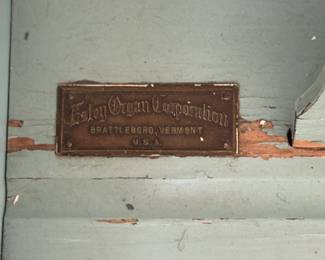 Estey Organ Corporation
BRATTLEBORO, VERMONT
U.S.A.